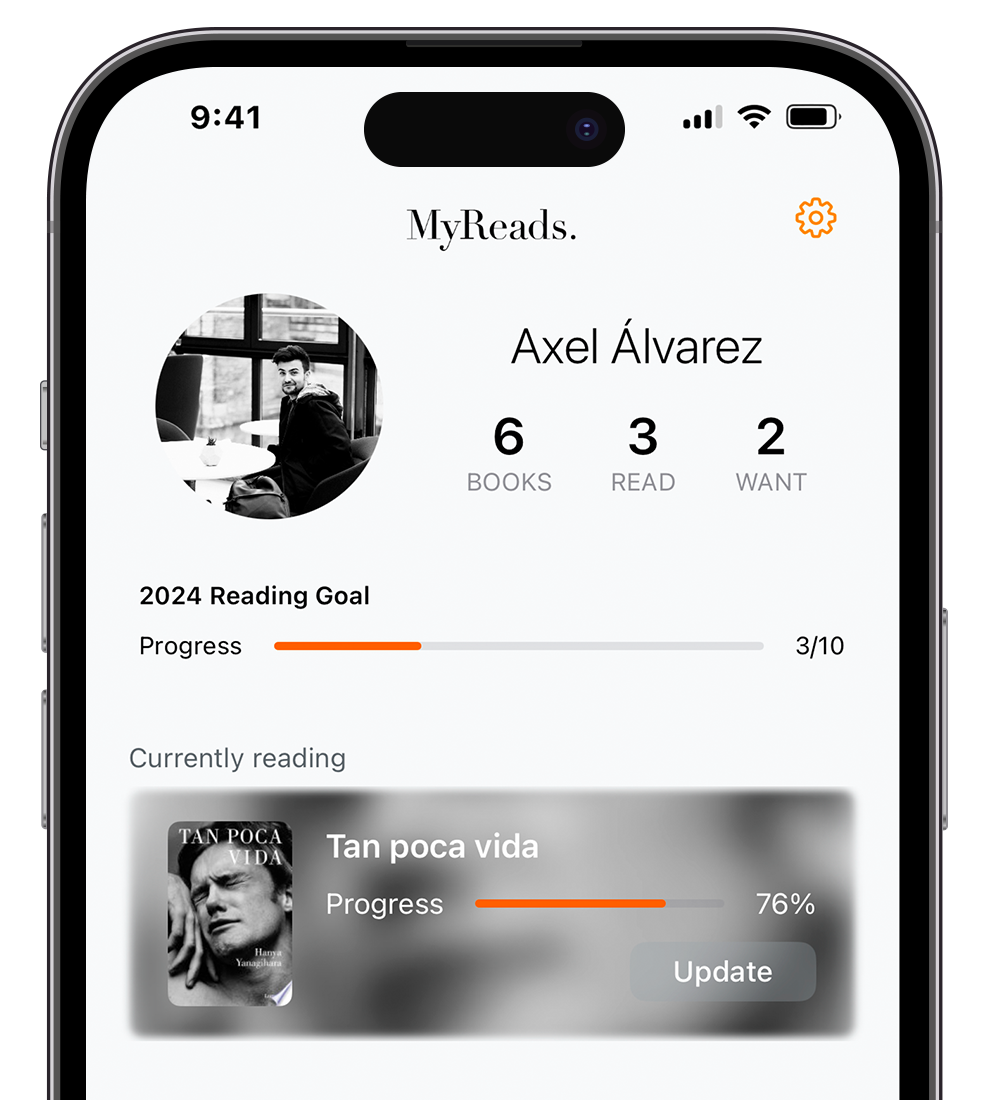 9:41
MyReads.
Axel Álvarez
6 3 2
BOOKS READ WANT
2024 Reading Goal
Progress 3/10
Currently reading
TAN POCA
VIDA
Hanya
Yanagihara
Tan poca vida
Progress 76%
Update